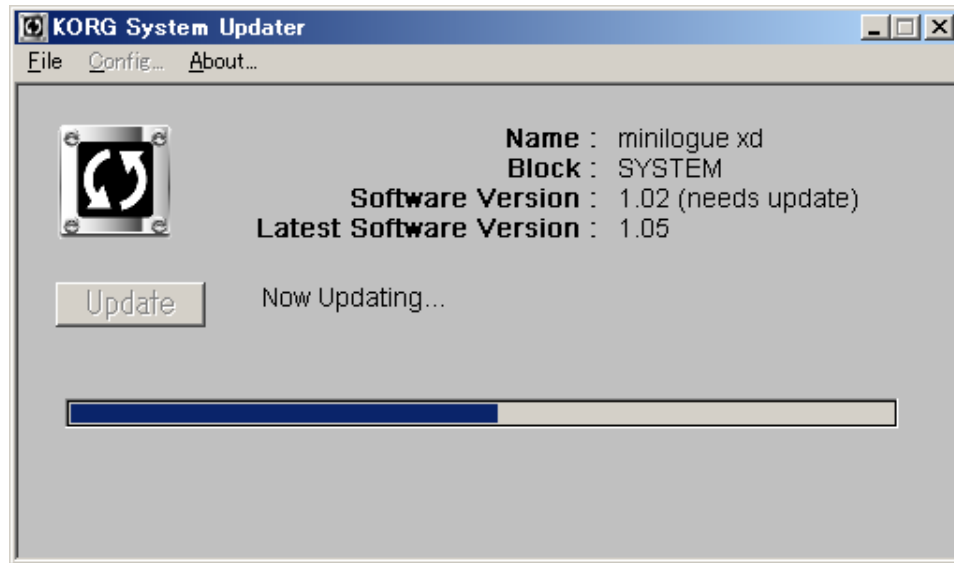 KORG System Updater
File Config... About...
Name : minilogue xd
Block : SYSTEM
Software Version : 1.02 (needs update)
Latest Software Version : 1.05
Update Now Updating...